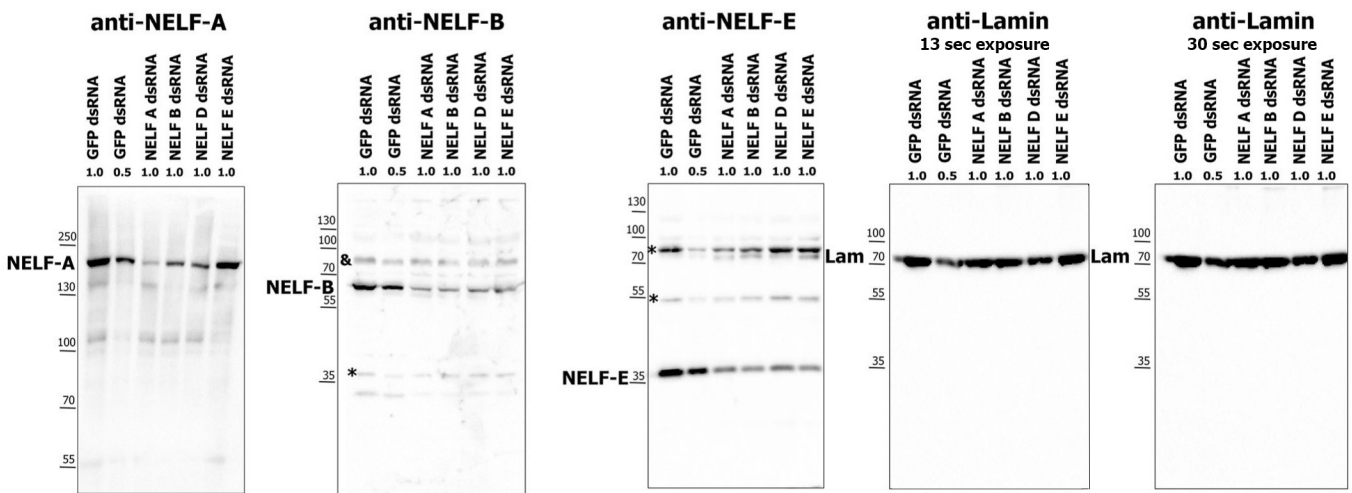 anti-NELF-A
GFP dsRNA
GFP dsRNA
NELF A dsRNA
NELF B dsRNA
NELF D dsRNA
NELF E dsRNA
1.0 0.5 1.0 1.0 1.0 1.0
250
NELF-A
130
100
70
55
anti-NELF-B
GFP dsRNA
GFP dsRNA
NELF A dsRNA
NELF B dsRNA
NELF D dsRNA
NELF E dsRNA
1.0 0.5 1.0 1.0 1.0 1.0
130
100
&
70
NELF-B
55
*
35
anti-NELF-E
GFP dsRNA
GFP dsRNA
NELF A dsRNA
NELF B dsRNA
NELF D dsRNA
NELF E dsRNA
1.0 0.5 1.0 1.0 1.0 1.0
130
100
*
70
55
*
NELF-E 35
anti-Lamin
13 sec exposure
GFP dsRNA
GFP dsRNA
NELF A dsRNA
NELF B dsRNA
NELF D dsRNA
NELF E dsRNA
1.0 0.5 1.0 1.0 1.0 1.0
100
Lam 70
55
35
anti-Lamin
30 sec exposure
GFP dsRNA
GFP dsRNA
NELF A dsRNA
NELF B dsRNA
NELF D dsRNA
NELF E dsRNA
1.0 0.5 1.0 1.0 1.0 1.0
100
Lam 70
55
35